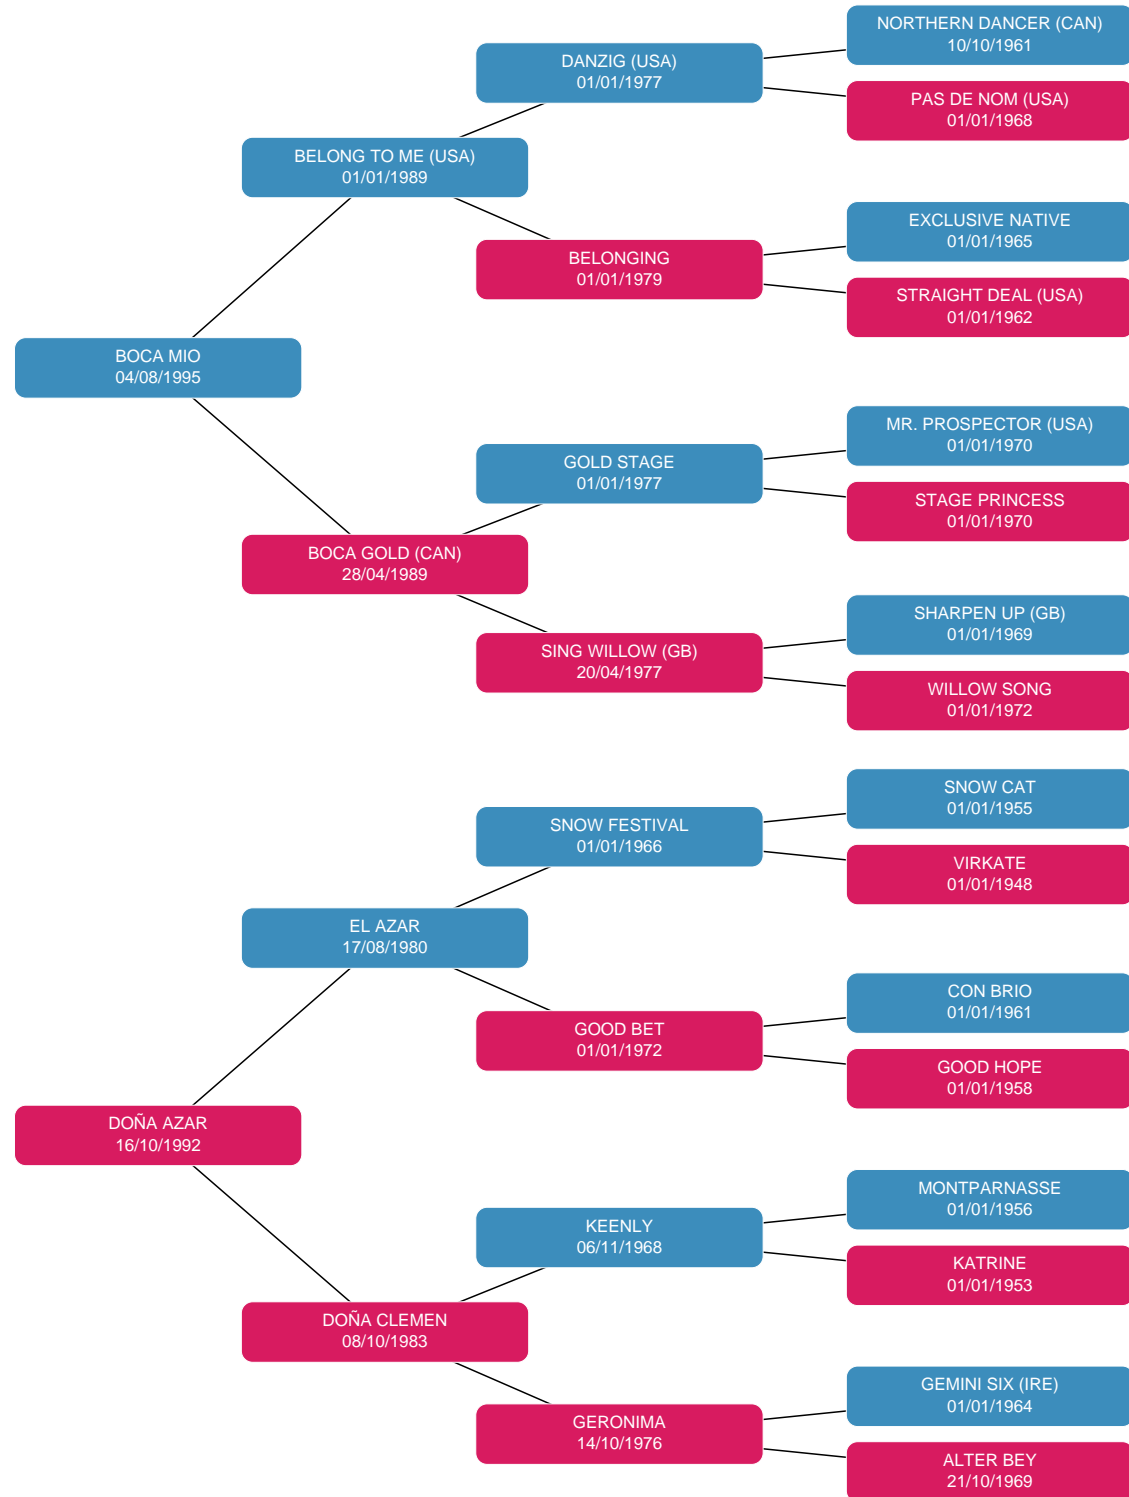 NORTHERN DANCER (CAN)
10/10/1961
DANZIG (USA)
01/01/1977
PAS DE NOM (USA)
01/01/1968
BELONG TO ME (USA)
01/01/1989
EXCLUSIVE NATIVE
01/01/1965
BELONGING
01/01/1979
STRAIGHT DEAL (USA)
01/01/1962
BOCA MIO
04/08/1995
MR. PROSPECTOR (USA)
01/01/1970
GOLD STAGE
01/01/1977
STAGE PRINCESS
01/01/1970
BOCA GOLD (CAN)
28/04/1989
SHARPEN UP (GB)
01/01/1969
SING WILLOW (GB)
20/04/1977
WILLOW SONG
01/01/1972
SNOW CAT
01/01/1955
SNOW FESTIVAL
01/01/1966
VIRKATE
01/01/1948
EL AZAR
17/08/1980
CON BRIO
01/01/1961
GOOD BET
01/01/1972
GOOD HOPE
01/01/1958
DOÑA AZAR
16/10/1992
MONTPARNASSE
01/01/1956
KEENLY
06/11/1968
KATRINE
01/01/1953
DOÑA CLEMEN
08/10/1983
GEMINI SIX (IRE)
01/01/1964
GERONIMA
14/10/1976
ALTER BEY
21/10/1969